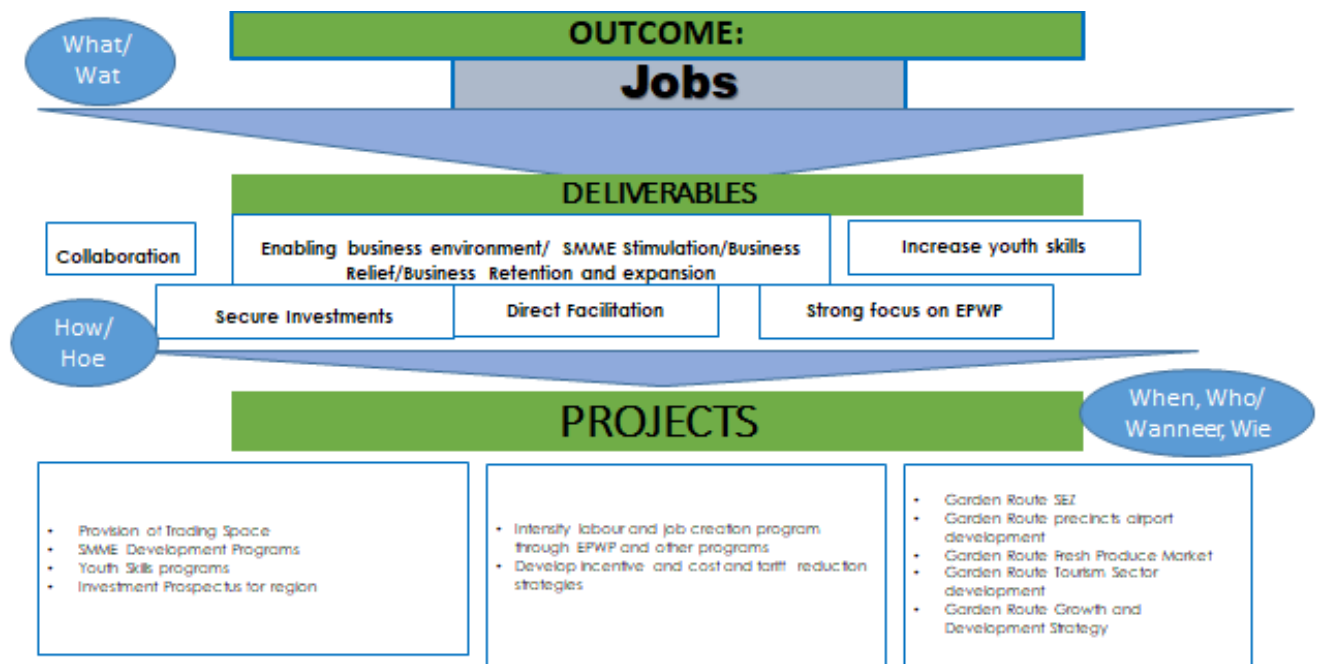 What/
Wat
OUTCOME:
Jobs
DELIVERABLES
Collaboration
Enabling business environment/ SMME Stimulation/Business
Relief/Business Retention and expansion
Increase youth skills
Secure Investments
Direct Facilitation
Strong focus on EPWP
How/
Hoe
PROJECTS
When, Who/
Wanneer, Wie
• Provision of Trading Space
• SMME Development Programs
• Youth Skills programs
• Investment Prospectus for region
• Intensify labour and job creation program
through EPWP and other programs
• Develop incentive and cost and tariff reduction
strategies
• Garden Route SEZ
• Garden Route precincts airport
development
• Garden Route Fresh Produce Market
• Garden Route Tourism Sector
development
• Garden Route Growth and
Development Strategy